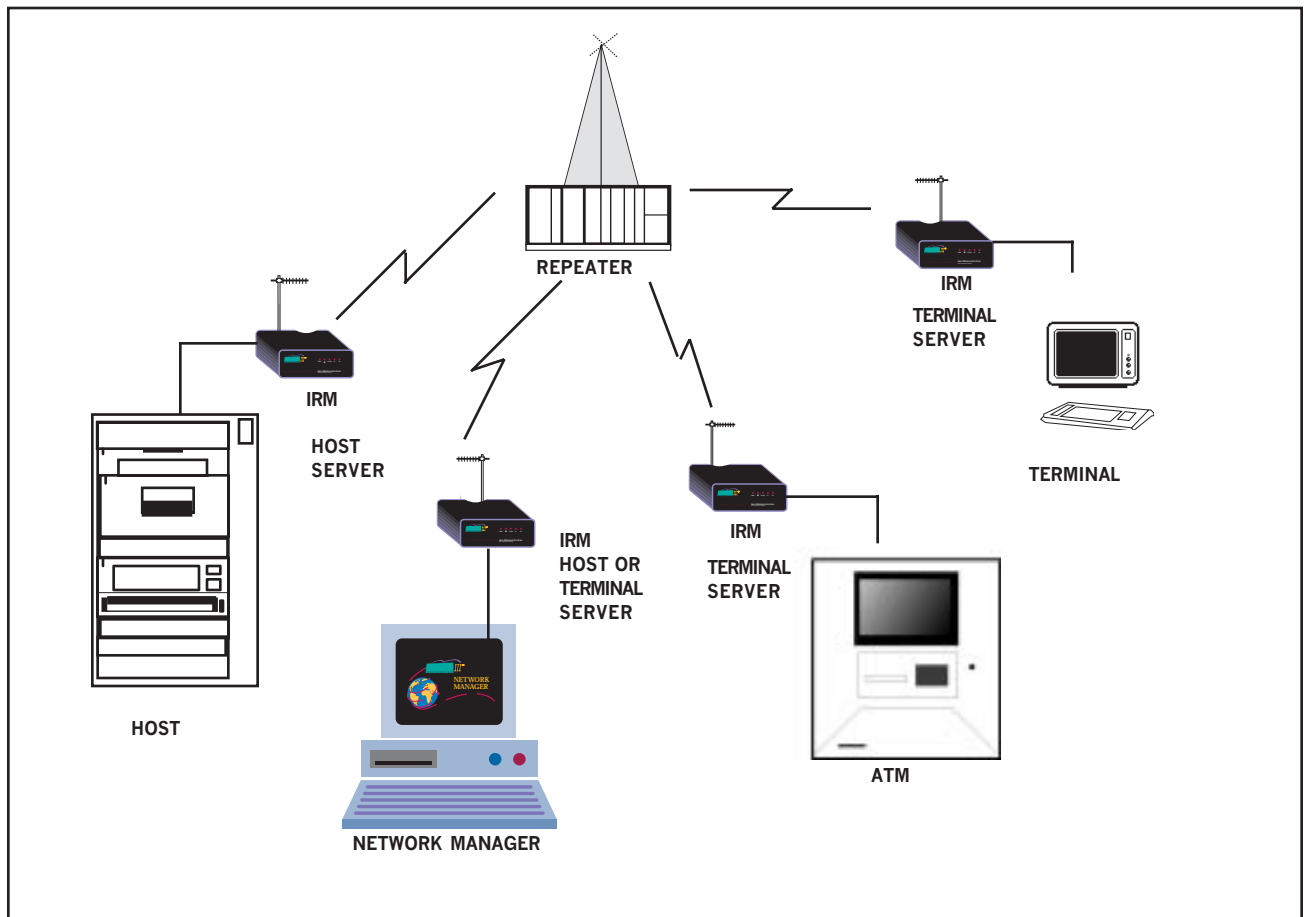 REPEATER
IRM
TERMINAL
SERVER
TERMINAL
IRM
HOST
SERVER
HOST
IRM
HOST OR
TERMINAL
SERVER
NETWORK
MANAGER
NETWORK MANAGER
IRM
TERMINAL
SERVER
ATM